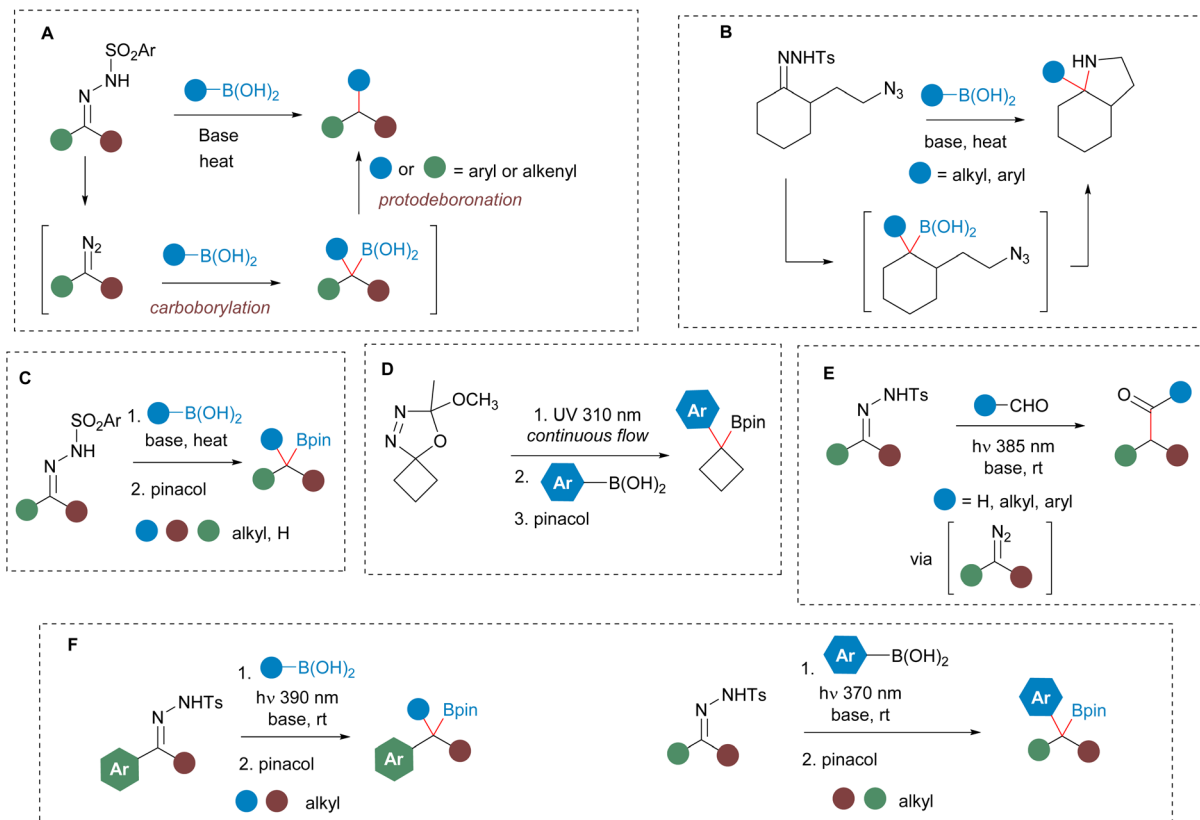 A
SO₂Ar
NH
N
B(OH)₂
Base
heat
or = aryl or alkenyl
protodeboronation
N₂
B(OH)₂
carboborylation
B(OH)₂
B
NNHTs
N₃
B(OH)₂
base, heat
= alkyl, aryl
HN
B(OH)₂
N₃
C
SO₂Ar
NH
N
1. B(OH)₂
base, heat
2. pinacol
Bpin
alkyl, H
D
N
N
OCH₃
O
1. UV 310 nm
continuous flow
2. Ar B(OH)₂
3. pinacol
Ar
Bpin
E
NHTs
N
CHO
hν 385 nm
base, rt
O
= H, alkyl, aryl
via
N₂
F
NHTs
N
Ar
1. B(OH)₂
hν 390 nm
base, rt
2. pinacol
alkyl
Bpin
Ar
NHTs
N
1. Ar B(OH)₂
hν 370 nm
base, rt
2. pinacol
alkyl
Ar
Bpin